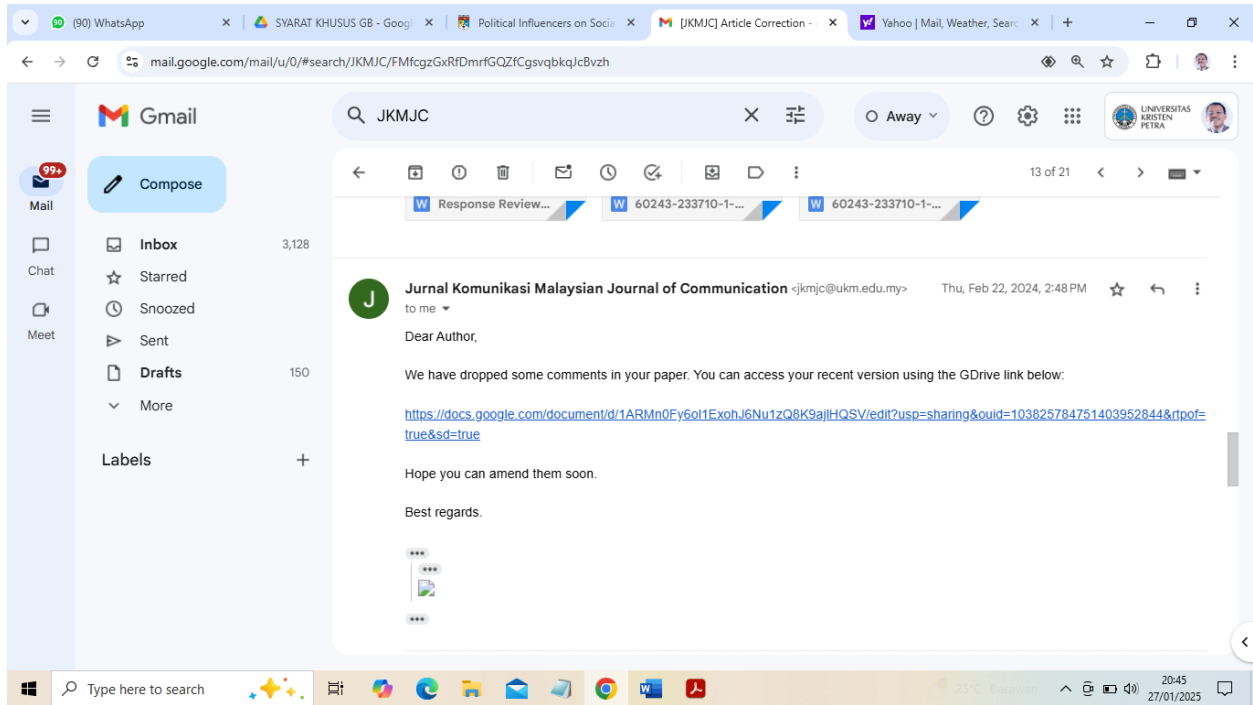 (90) WhatsApp
SYARAT KHUSUS GB - Googl
Political Influencers on Socia
[JKMJC] Article Correction -
Yahoo | Mail, Weather, Searc
mail.google.com/mail/u/0/#search/JKMJC/FMfcgzGxRfDmrfGQZfCgsvqbkqJcBvzh
Gmail
JKMJC
Away
UNIVERSITAS
KRISTEN
PETRA
99+
Mail
Chat
Meet
Compose
Inbox 3,128
Starred
Snoozed
Sent
Drafts 150
More
Labels
13 of 21
W Response Review...
W 60243-233710-1-...
W 60243-233710-1-...
J
Jurnal Komunikasi Malaysian Journal of Communication <jkmjc@ukm.edu.my> Thu, Feb 22, 2024, 2:48 PM
to me
Dear Author,
We have dropped some comments in your paper. You can access your recent version using the GDrive link below:
https://docs.google.com/document/d/1ARMn0Fy6ol1ExohJ6Nu1zQ8K9ajlHQSV/edit?usp=sharing&ouid=103825784751403952844&rtpof=
true&sd=true
Hope you can amend them soon.
Best regards.
Type here to search
25°C
20:45
27/01/2025